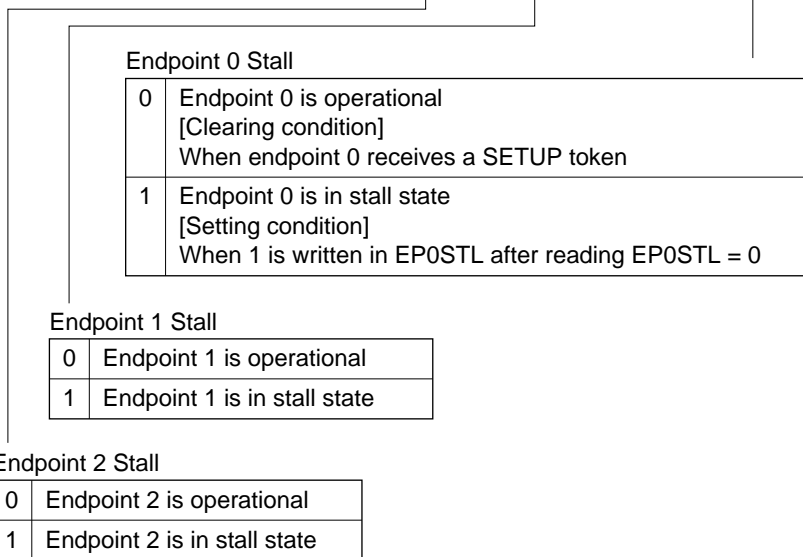 Endpoint 0 Stall
0 Endpoint 0 is operational
[Clearing condition]
When endpoint 0 receives a SETUP token
1 Endpoint 0 is in stall state
[Setting condition]
When 1 is written in EP0STL after reading EP0STL = 0
Endpoint 1 Stall
0 Endpoint 1 is operational
1 Endpoint 1 is in stall state
Endpoint 2 Stall
0 Endpoint 2 is operational
1 Endpoint 2 is in stall state